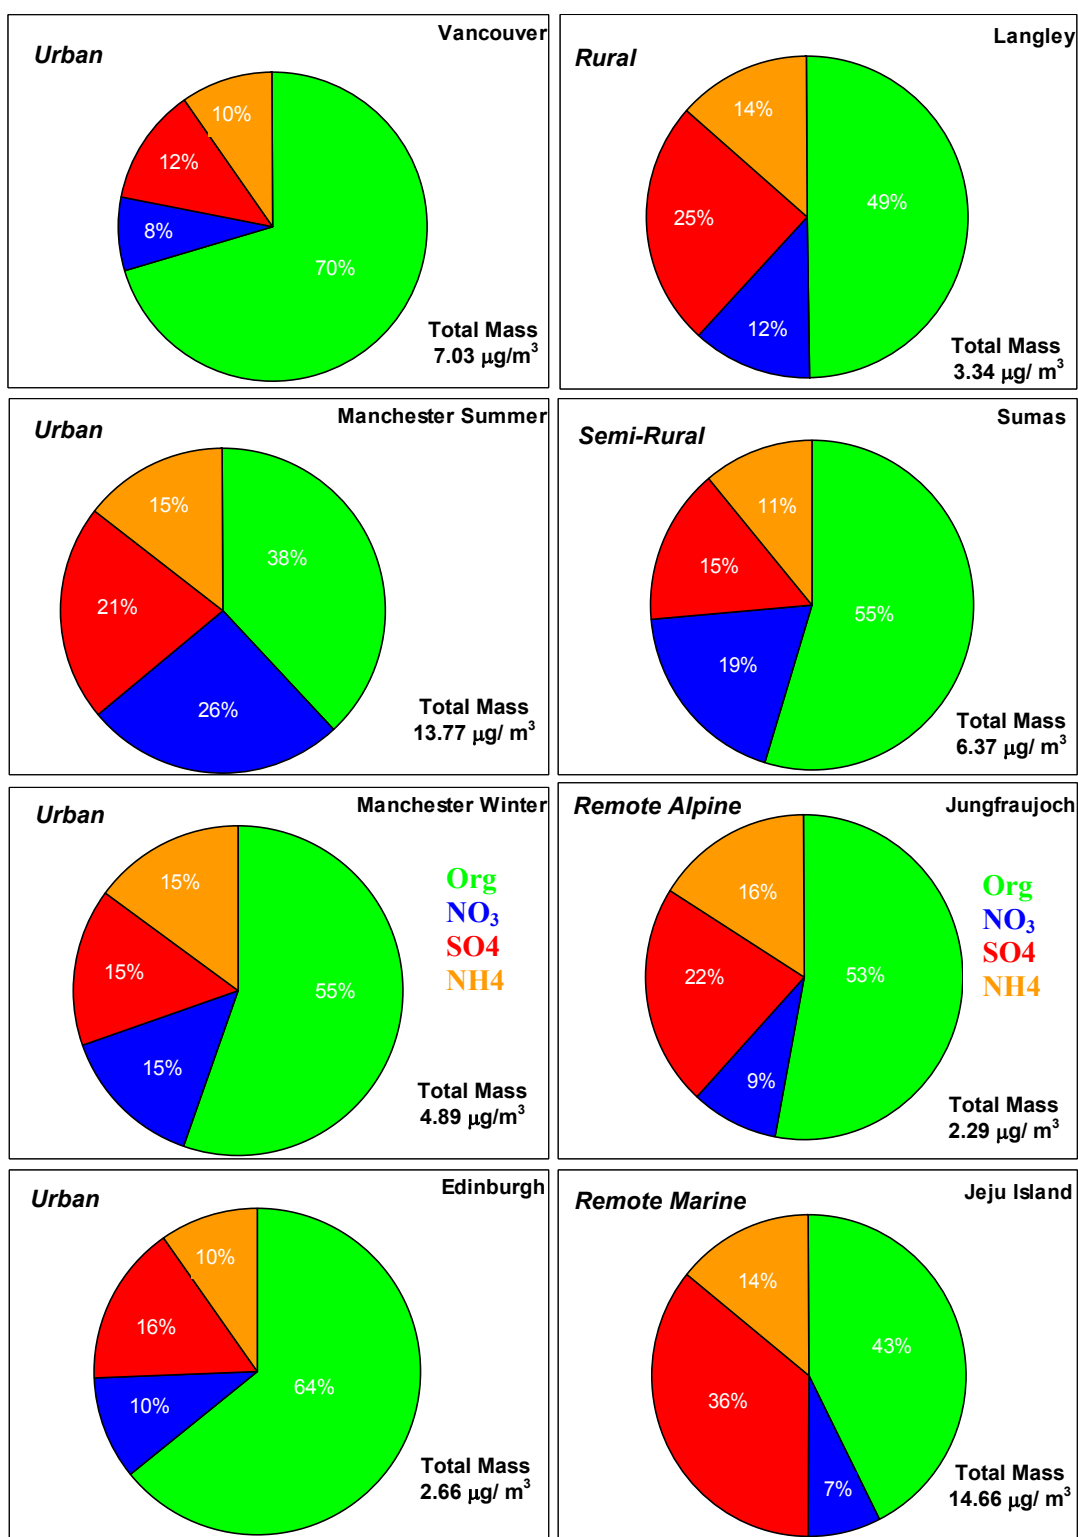 Urban
Vancouver
10%
12%
8%
70%
Total Mass
7.03 µg/m³
Rural
Langley
14%
49%
25%
12%
Total Mass
3.34 µg/ m³
Urban
Manchester Summer
15%
38%
21%
26%
Total Mass
13.77 µg/ m³
Semi-Rural
Sumas
11%
15%
55%
19%
Total Mass
6.37 µg/ m³
Urban
Manchester Winter
15%
15%
55%
15%
Org
NO₃
SO4
NH4
Total Mass
4.89 µg/m³
Remote Alpine
Jungfraujoch
16%
22%
53%
9%
Org
NO₃
SO4
NH4
Total Mass
2.29 µg/ m³
Urban
Edinburgh
10%
16%
64%
10%
Total Mass
2.66 µg/ m³
Remote Marine
Jeju Island
14%
43%
36%
7%
Total Mass
14.66 µg/ m³